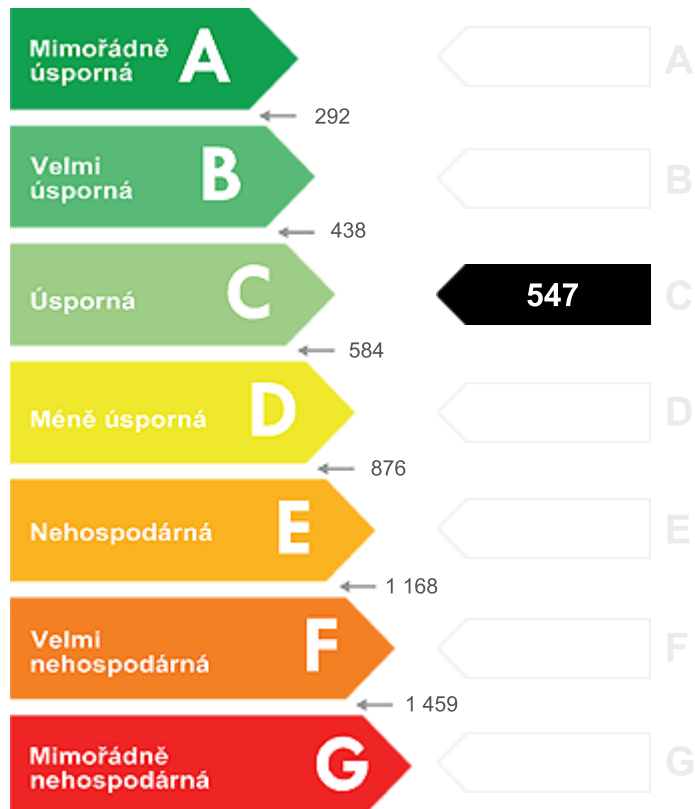 Mimořádně
úsporná
A
A
292
Velmi
úsporná
B
B
438
Úsporná
C
547
C
584
Méně úsporná
D
D
876
Nehospodárná
E
E
1 168
Velmi
nehospodárná
F
F
1 459
Mimořádně
nehospodárná
G
G